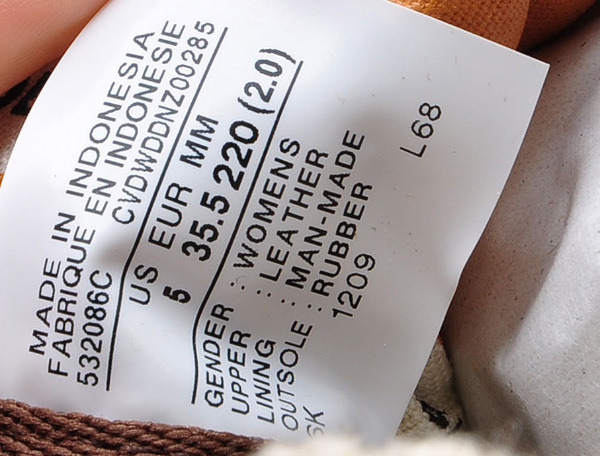 MADE IN INDONESIA
FABRIQUE EN INDONESIE
532086C CVDWDDNZ00285
US EUR MM
5 35.5 220 (2.0)
GENDER : WOMENS
UPPER : LEATHER
LINING : MAN-MADE
OUTSOLE : RUBBER
SK 1209
L68